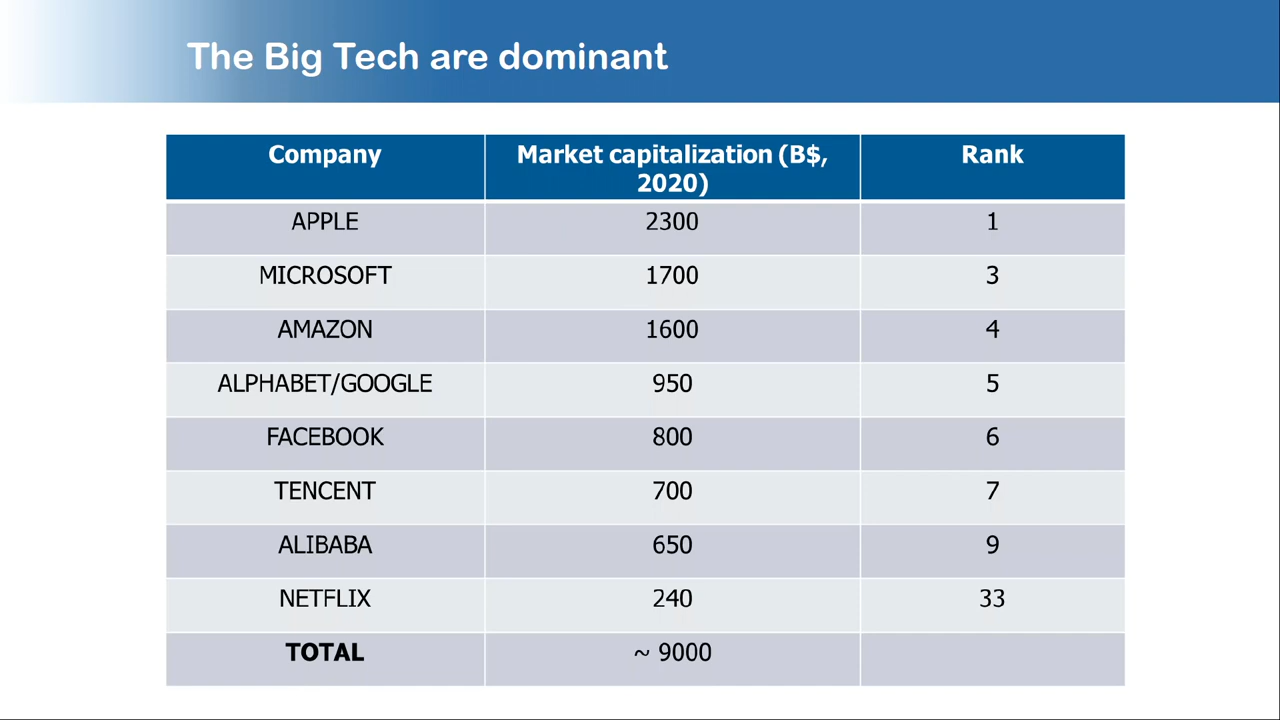 The Big Tech are dominant
Company Market capitalization (B$, 2020) Rank
APPLE 2300 1
MICROSOFT 1700 3
AMAZON 1600 4
ALPHABET/GOOGLE 950 5
FACEBOOK 800 6
TENCENT 700 7
ALIBABA 650 9
NETFLIX 240 33
TOTAL ~ 9000